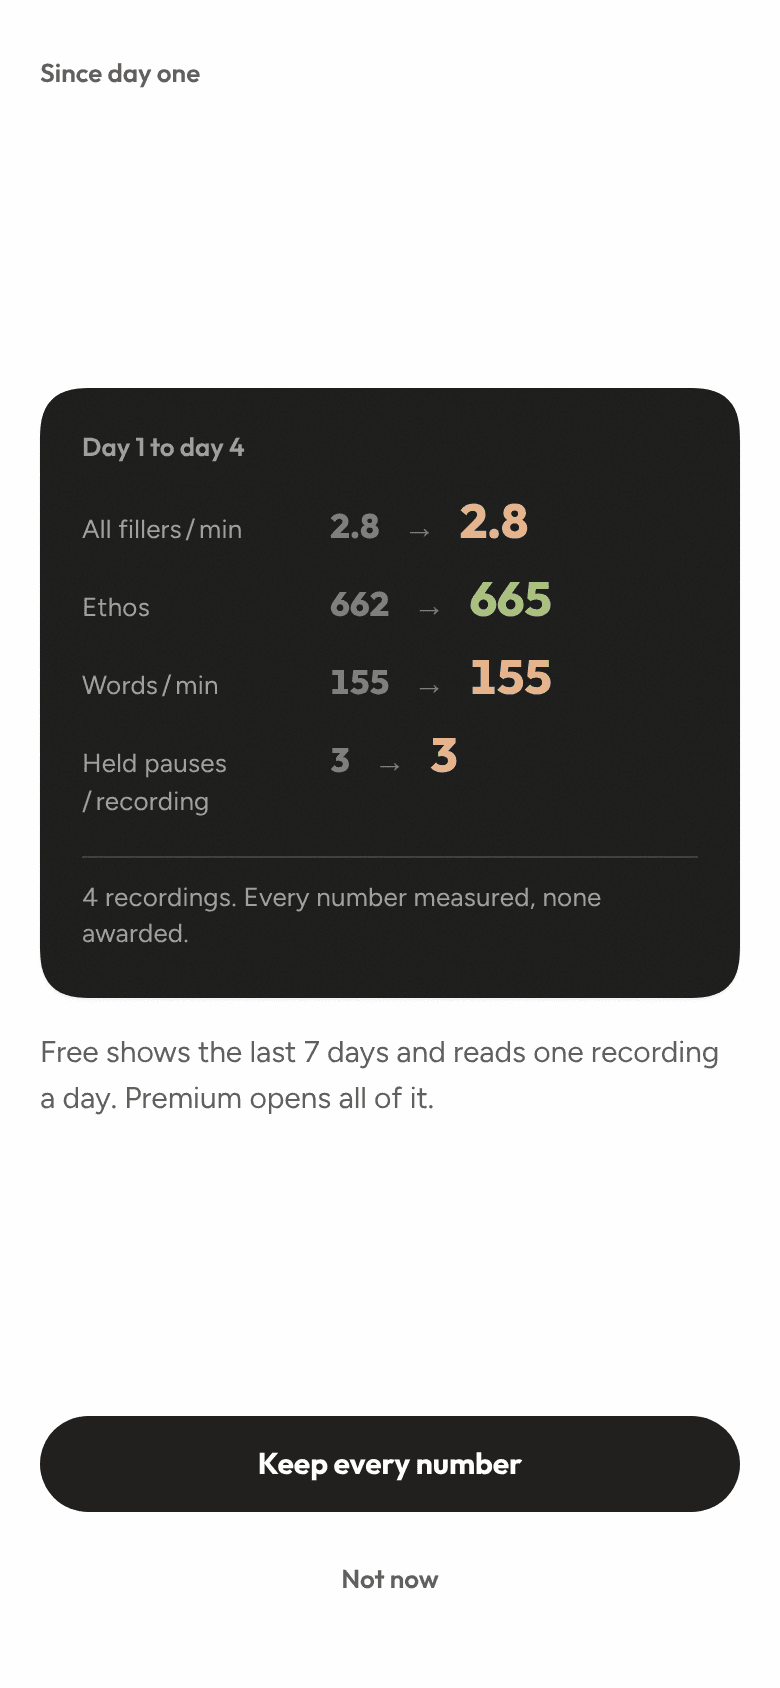 Since day one
Day 1 to day 4
All fillers / min 2.8 → 2.8
Ethos 662 → 665
Words / min 155 → 155
Held pauses 3 → 3
/ recording
4 recordings. Every number measured, none
awarded.
Free shows the last 7 days and reads one recording
a day. Premium opens all of it.
Keep every number
Not now